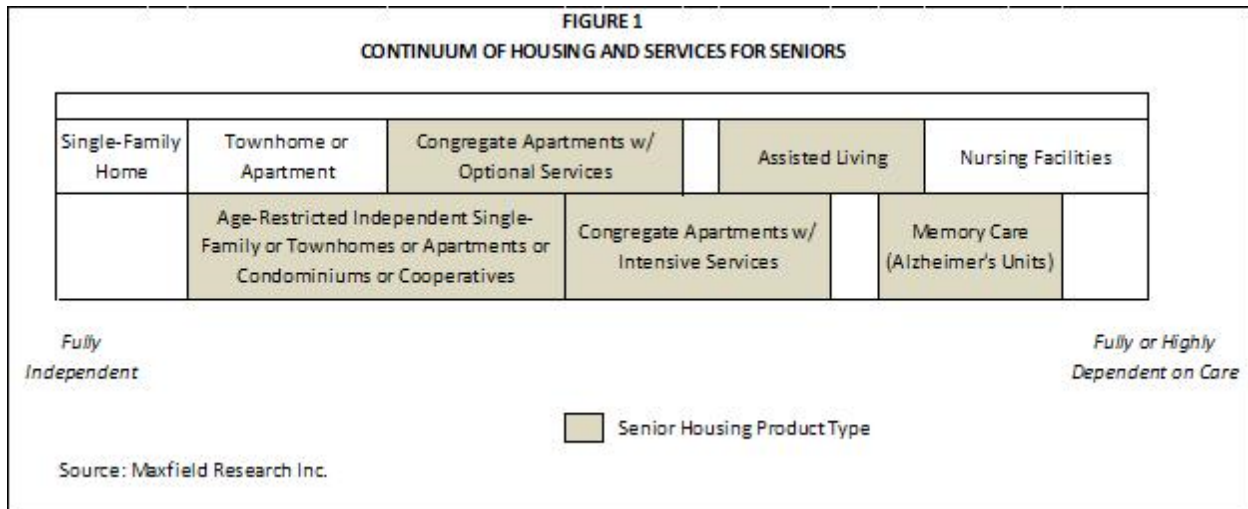 FIGURE 1
CONTINUUM OF HOUSING AND SERVICES FOR SENIORS
Single-Family
Home
Townhome or
Apartment
Congregate Apartments w/
Optional Services
Assisted Living
Nursing Facilities
Age-Restricted Independent Single-
Family or Townhomes or Apartments or
Condominiums or Cooperatives
Congregate Apartments w/
Intensive Services
Memory Care
(Alzheimer's Units)
Fully
Independent
Fully or Highly
Dependent on Care
Senior Housing Product Type
Source: Maxfield Research Inc.